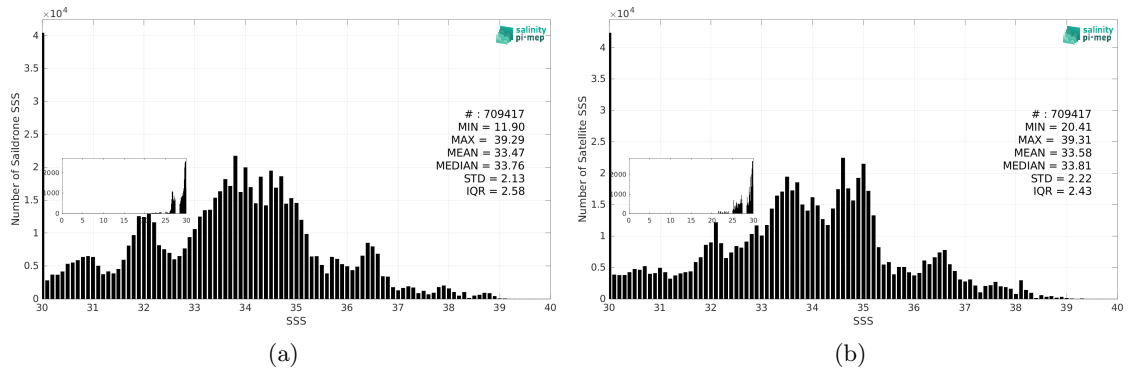 ×10⁴
salinity
pi-mep
4
3.5
3
2.5
2
1.5
1
0.5
0
Number of Saildrone SSS
# : 709417
MIN = 11.90
MAX = 39.29
MEAN = 33.47
MEDIAN = 33.76
STD = 2.13
IQR = 2.58
2000
1000
0
0 5 10 15 20 25 30
30 31 32 33 34 35 36 37 38 39 40
SSS
(a)
×10⁴
salinity
pi-mep
4
3.5
3
2.5
2
1.5
1
0.5
0
Number of Satellite SSS
# : 709417
MIN = 20.41
MAX = 39.31
MEAN = 33.58
MEDIAN = 33.81
STD = 2.22
IQR = 2.43
2000
1000
0
0 5 10 15 20 25 30
30 31 32 33 34 35 36 37 38 39 40
SSS
(b)